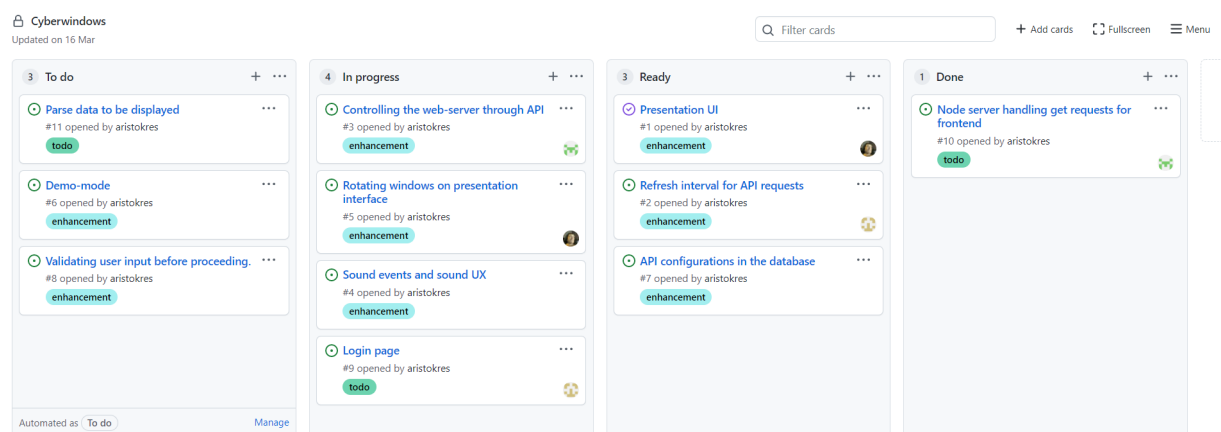 Cyberwindows
Updated on 16 Mar
Filter cards
Add cards
Fullscreen
Menu
3 To do
Parse data to be displayed
#11 opened by aristokres
todo
Demo-mode
#6 opened by aristokres
enhancement
Validating user input before proceeding.
#8 opened by aristokres
enhancement
Automated as To do
Manage
4 In progress
Controlling the web-server through API
#3 opened by aristokres
enhancement
Rotating windows on presentation
interface
#5 opened by aristokres
enhancement
Sound events and sound UX
#4 opened by aristokres
enhancement
Login page
#9 opened by aristokres
todo
3 Ready
Presentation UI
#1 opened by aristokres
enhancement
Refresh interval for API requests
#2 opened by aristokres
enhancement
API configurations in the database
#7 opened by aristokres
enhancement
1 Done
Node server handling get requests for
frontend
#10 opened by aristokres
todo